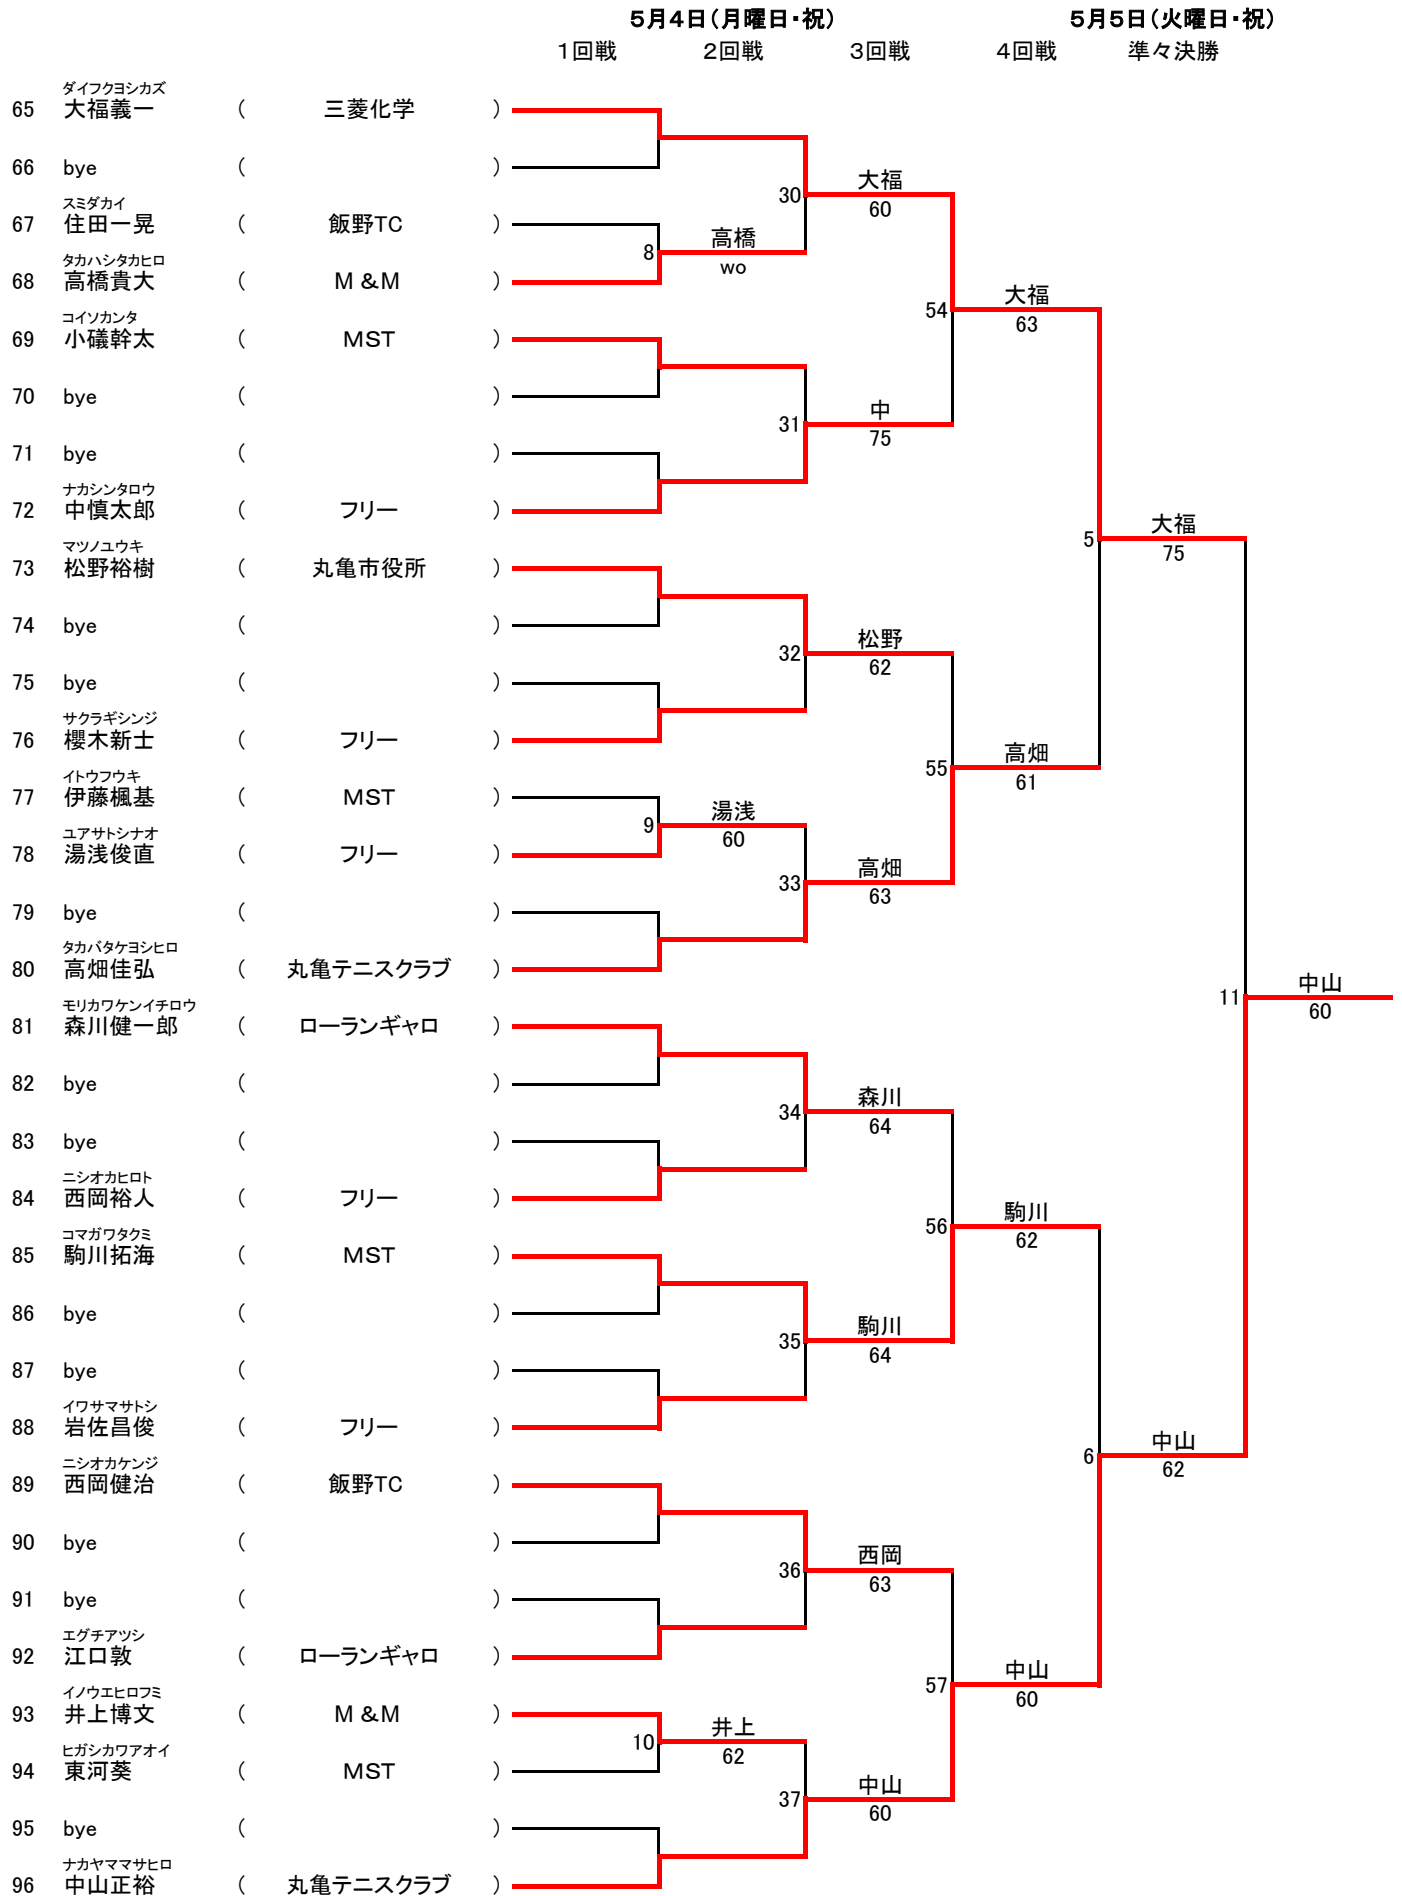 5月4日(月曜日・祝) 5月5日(火曜日・祝)
1回戦 2回戦 3回戦 4回戦 準々決勝
ダイフクヨシカズ
65 大福義一 ( 三菱化学 )
66 bye ( )
30 大福
60
スミダカイ
67 住田一晃 ( 飯野TC )
8 高橋
wo
タカハシタカヒロ
68 高橋貴大 ( M &M )
54 大福
63
コイソカンタ
69 小礒幹太 ( MST )
70 bye ( )
31 中
75
71 bye ( )
ナカシンタロウ
72 中慎太郎 ( フリー )
5 大福
75
マツノユウキ
73 松野裕樹 ( 丸亀市役所 )
74 bye ( )
32 松野
62
75 bye ( )
サクラギシンジ
76 櫻木新士 ( フリー )
55 高畑
61
イトウフウキ
77 伊藤楓基 ( MST )
9 湯浅
60
ユアサトシナオ
78 湯浅俊直 ( フリー )
33 高畑
63
79 bye ( )
タカバタケヨシヒロ
80 高畑佳弘 ( 丸亀テニスクラブ )
11 中山
60
モリカワケンイチロウ
81 森川健一郎 ( ローランギャロ )
82 bye ( )
34 森川
64
83 bye ( )
ニシオカヒロト
84 西岡裕人 ( フリー )
56 駒川
62
コマガワタクミ
85 駒川拓海 ( MST )
86 bye ( )
35 駒川
64
87 bye ( )
イワサマサトシ
88 岩佐昌俊 ( フリー )
6 中山
62
ニシオカケンジ
89 西岡健治 ( 飯野TC )
90 bye ( )
36 西岡
63
91 bye ( )
エグチアツシ
92 江口敦 ( ローランギャロ )
57 中山
60
イノウエヒロフミ
93 井上博文 ( M &M )
10 井上
62
ヒガシカワアオイ
94 東河葵 ( MST )
37 中山
60
95 bye ( )
ナカヤママサヒロ
96 中山正裕 ( 丸亀テニスクラブ )